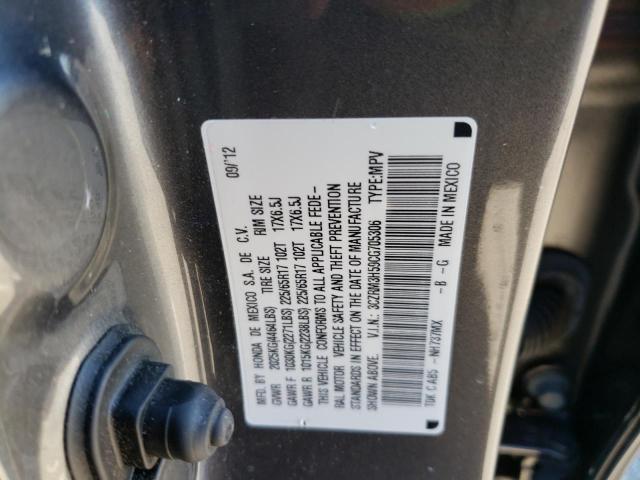 MFD. BY HONDA DE MEXICO S.A. DE C.V. 09/'12
GVWR 2025KG(4464LBS) TIRE SIZE RIM SIZE
GAWR F 1030KG(2271LBS) 225/65R17 102T 17X6.5J
GAWR R 1015KG(2238LBS) 225/65R17 102T 17X6.5J
THIS VEHICLE CONFORMS TO ALL APPLICABLE FEDE-
RAL MOTOR VEHICLE SAFETY AND THEFT PREVENTION
STANDARDS IN EFFECT ON THE DATE OF MANUFACTURE
SHOWN ABOVE. V.I.N.: 3CZRM3H59CG705306 TYPE:MPV
T0K C AB5 - NH737MX -B -G MADE IN MEXICO